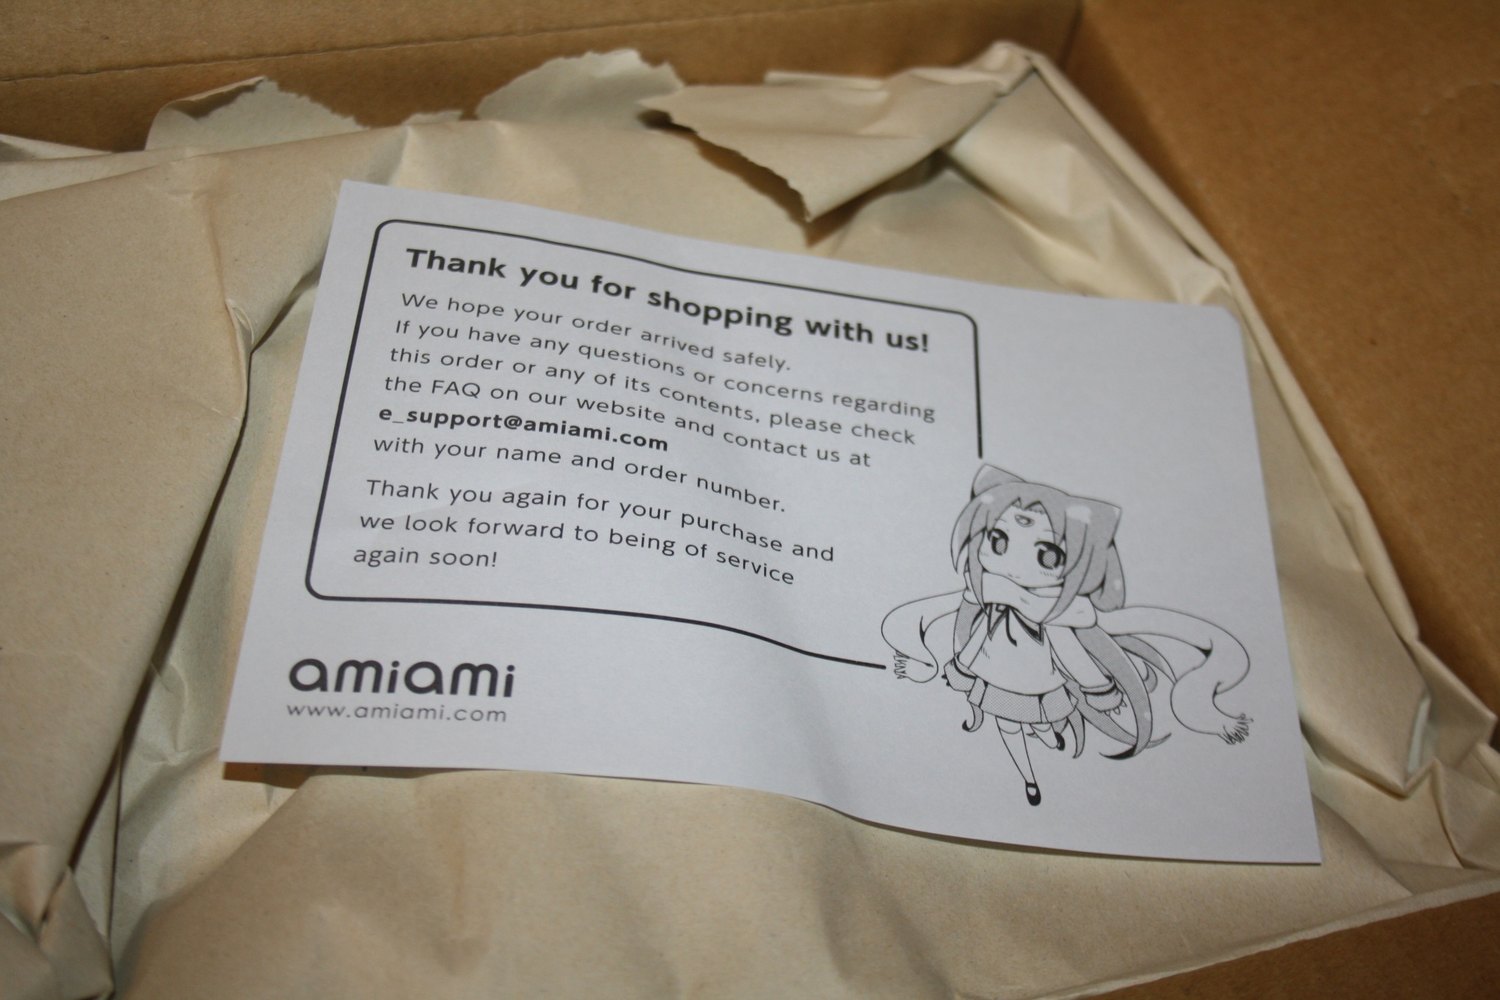 Thank you for shopping with us!
We hope your order arrived safely.
If you have any questions or concerns regarding
this order or any of its contents, please check
the FAQ on our website and contact us at
e_support@amiami.com
with your name and order number.
Thank you again for your purchase and
we look forward to being of service
again soon!
amiami
www.amiami.com